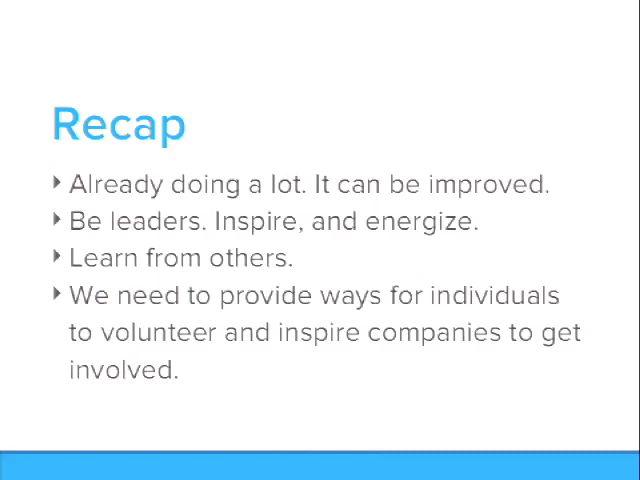 Recap
Already doing a lot. It can be improved.
Be leaders. Inspire, and energize.
Learn from others.
We need to provide ways for individuals
to volunteer and inspire companies to get
involved.